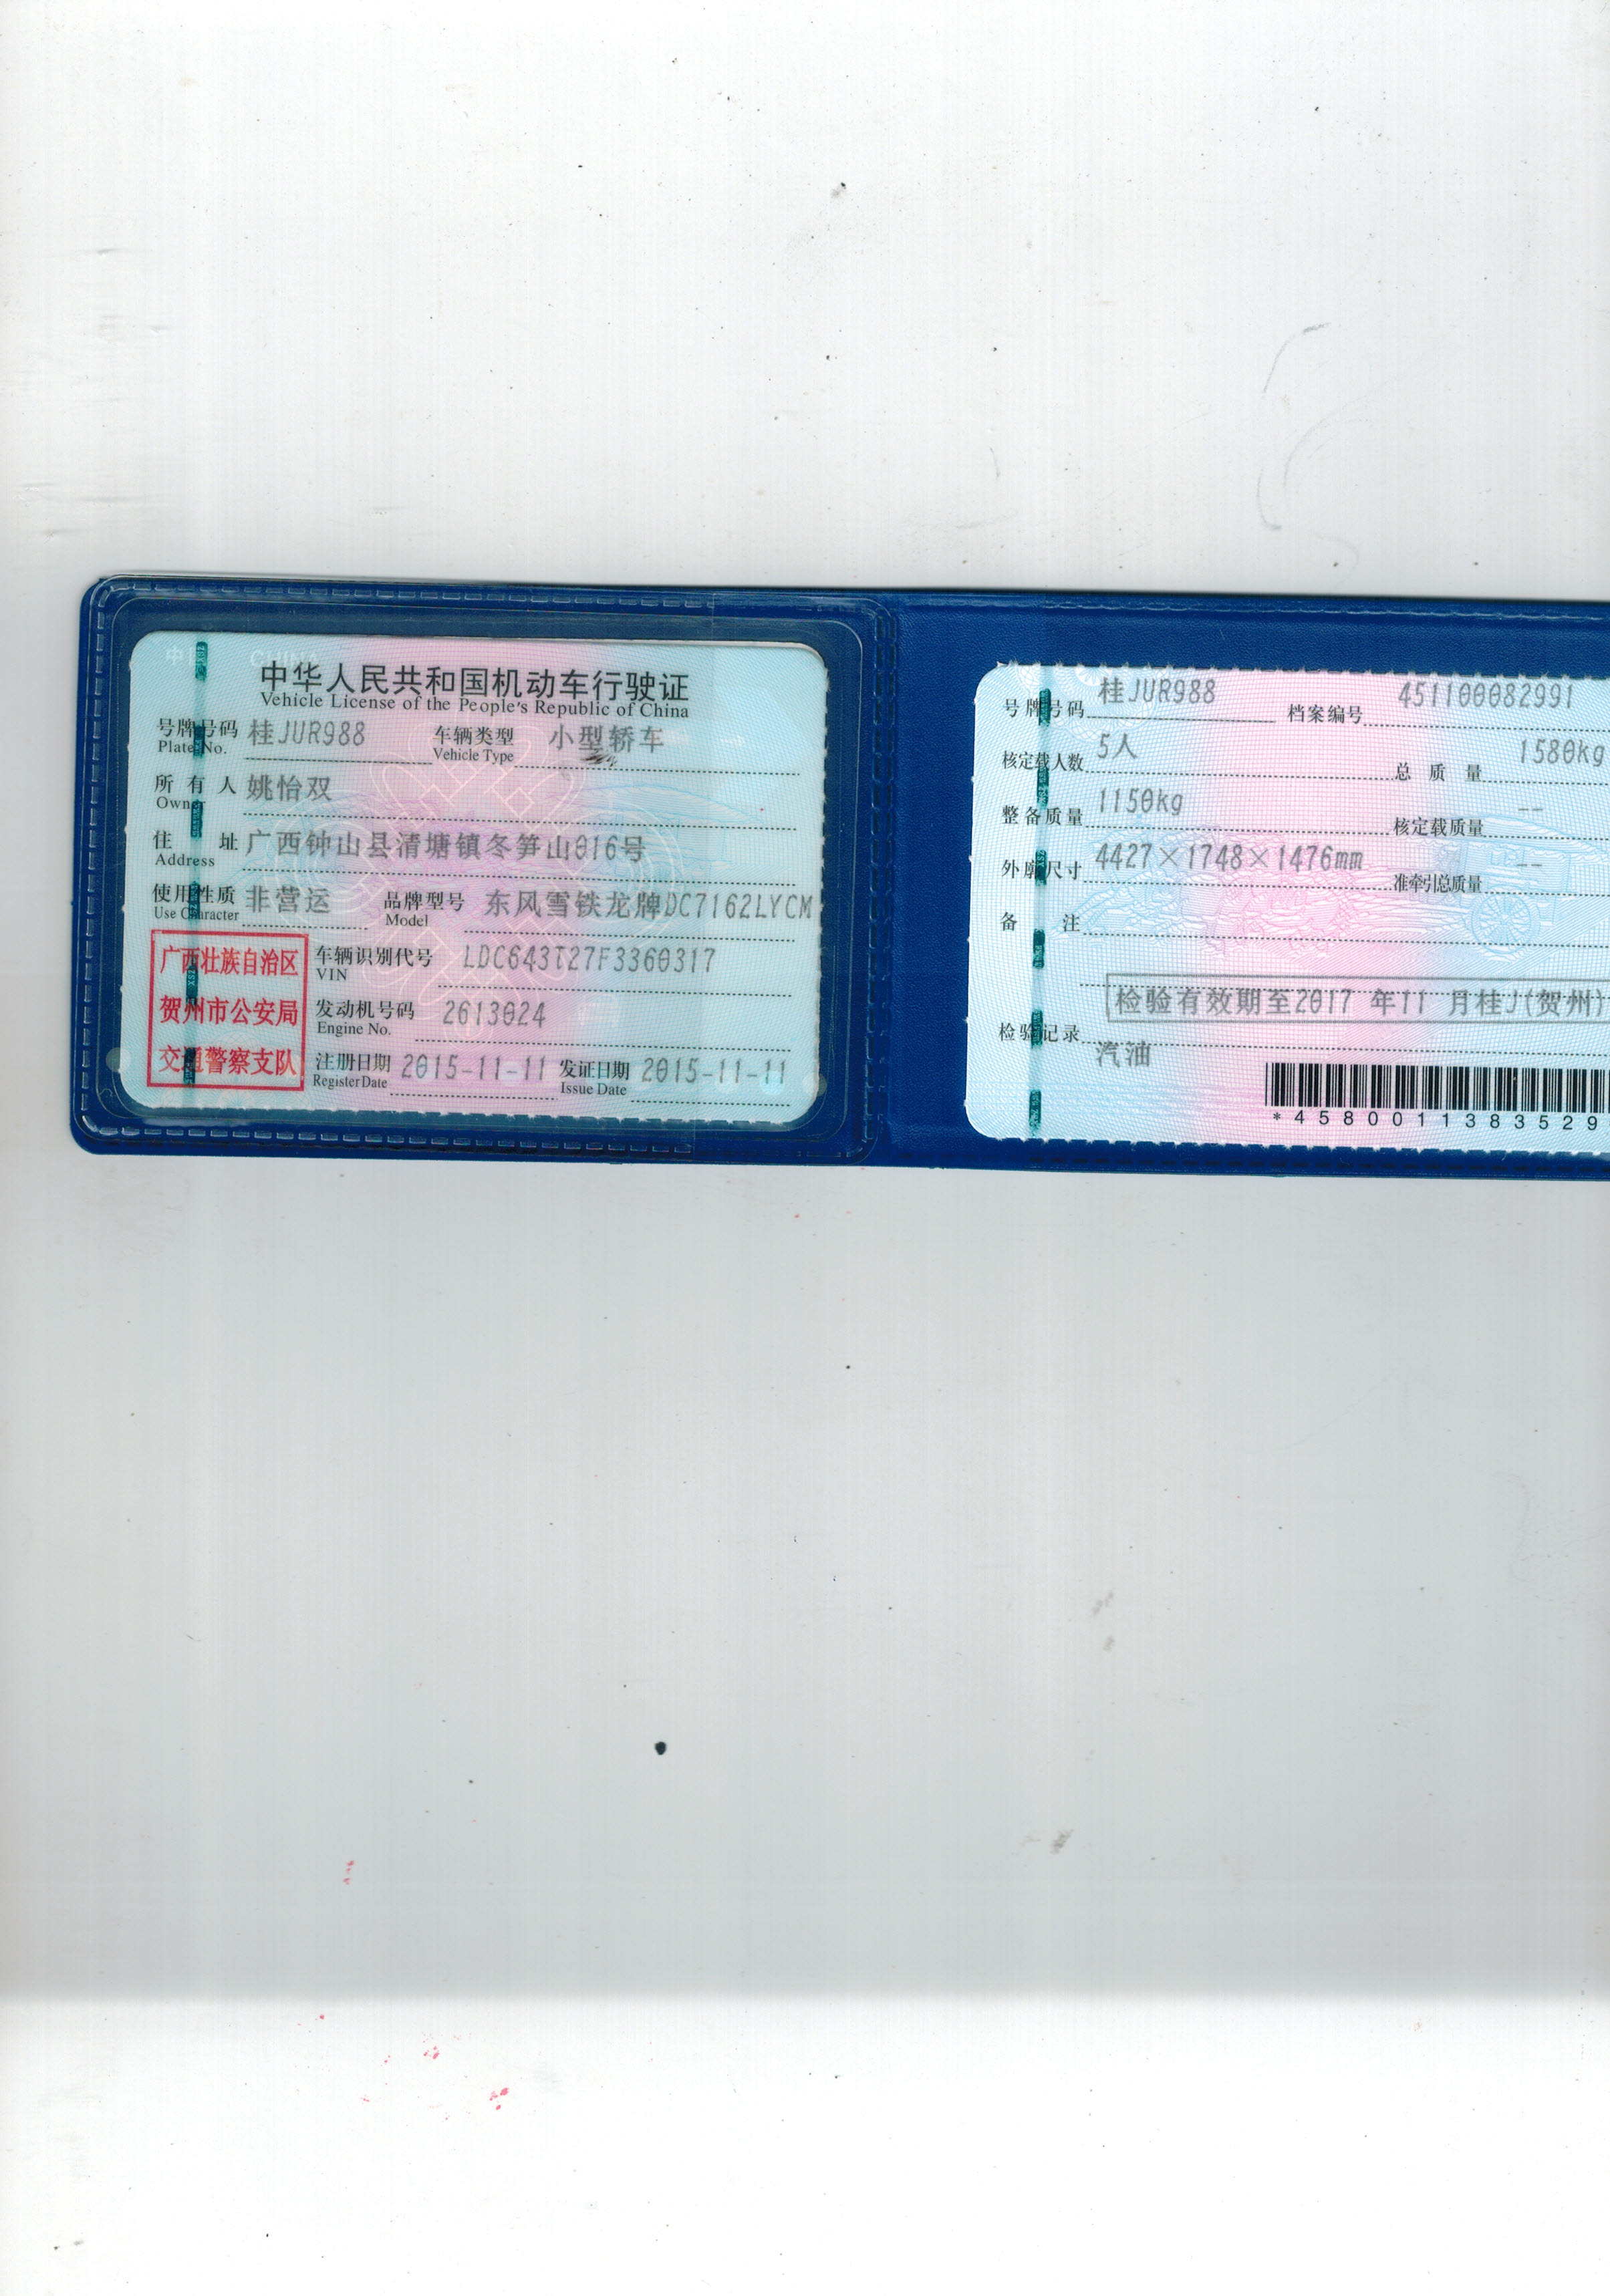 中华人民共和国机动车行驶证
Vehicle License of the People's Republic of China
号牌号码 桂JUR988 车辆类型 小型轿车
Plate No. Vehicle Type
所有人 姚怡双
Owner
住址 广西钟山县清塘镇冬笋山016号
Address
使用性质 非营运 品牌型号 东风雪铁龙牌DC7162LYCM
Use Character Model
广西壮族自治区
贺州市公安局
交通警察支队
车辆识别代号 LDC643T27F3360317
VIN
发动机号码 2613024
Engine No.
注册日期 2015-11-11 发证日期 2015-11-11
Register Date Issue Date
号牌号码 桂JUR988 档案编号 451100082991
核定载人数 5人 总质量 1580kg
整备质量 1150kg 核定载质量 --
外廓尺寸 4427×1748×1476mm 准牵引总质量 --
备注
检验有效期至2017 年11 月桂J(贺州)
检验记录
汽油
*4580011383529